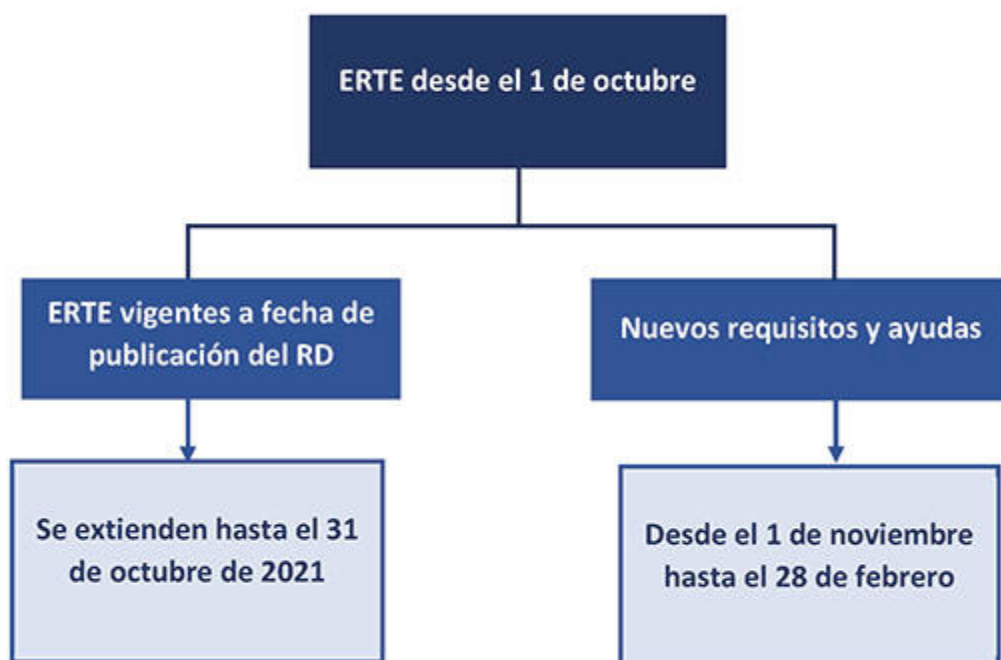 ERTE desde el 1 de octubre
ERTE vigentes a fecha de
publicación del RD
Nuevos requisitos y ayudas
Se extienden hasta el 31
de octubre de 2021
Desde el 1 de noviembre
hasta el 28 de febrero